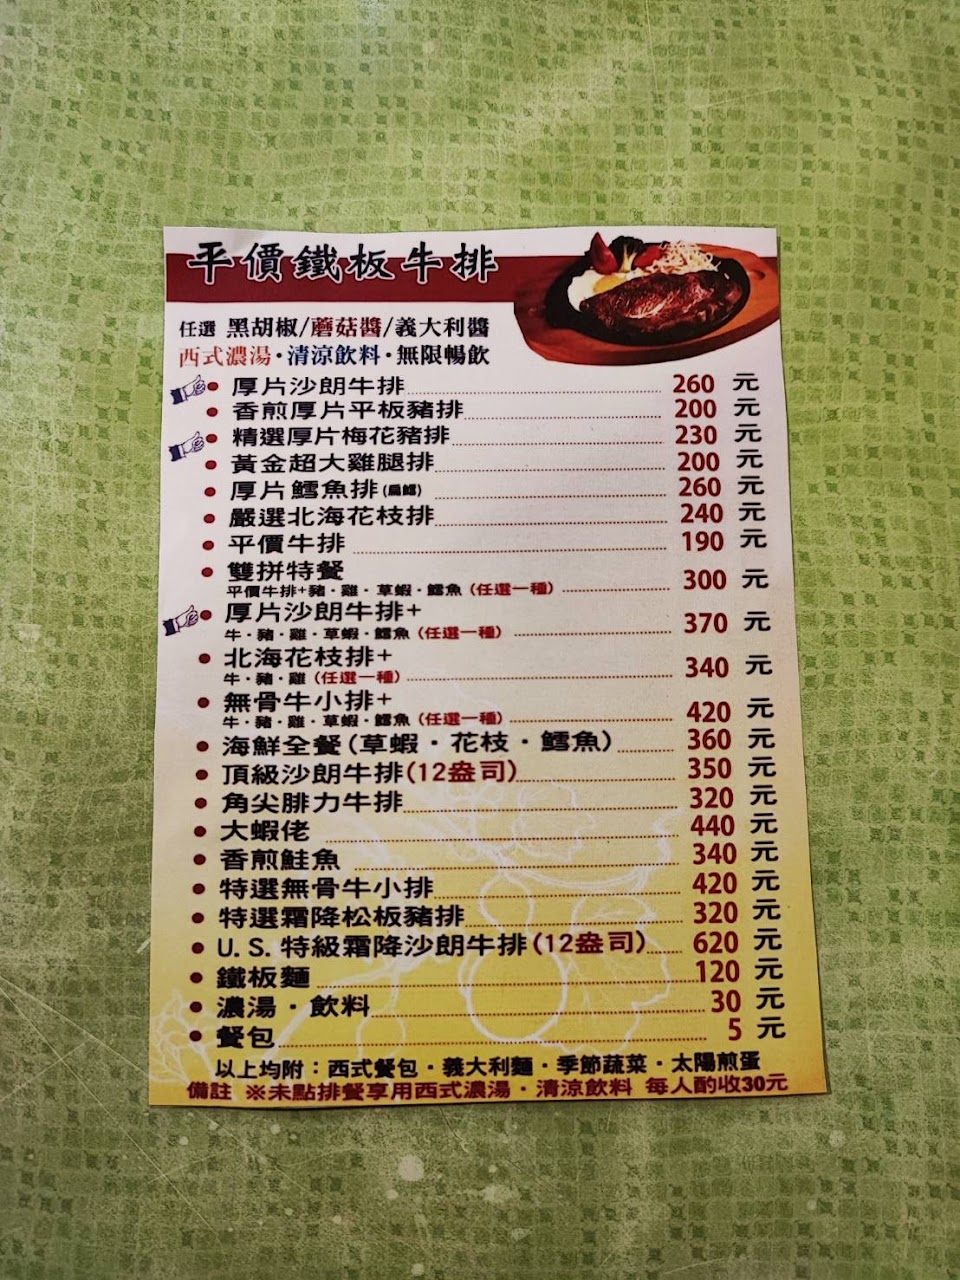 平價鐵板牛排
任選 黑胡椒/蘑菇醬/義大利醬
西式濃湯·清涼飲料·無限暢飲
厚片沙朗牛排 260 元
香煎厚片平板豬排 200 元
精選厚片梅花豬排 230 元
黃金超大雞腿排 200 元
厚片鱈魚排(扁鱈) 260 元
嚴選北海花枝排 240 元
平價牛排 190 元
雙拼特餐
平價牛排+豬·雞·草蝦·鱈魚(任選一種) 300 元
厚片沙朗牛排+
牛·豬·雞·草蝦·鱈魚(任選一種) 370 元
北海花枝排+
牛·豬·雞(任選一種) 340 元
無骨牛小排+
牛·豬·雞·草蝦·鱈魚(任選一種) 420 元
海鮮全餐(草蝦·花枝·鱈魚) 360 元
頂級沙朗牛排(12盎司) 350 元
角尖腓力牛排 320 元
大蝦佬 440 元
香煎鮭魚 340 元
特選無骨牛小排 420 元
特選霜降松板豬排 320 元
U.S.特級霜降沙朗牛排(12盎司) 620 元
鐵板麵 120 元
濃湯·飲料 30 元
餐包 5 元
以上均附：西式餐包·義大利麵·季節蔬菜·太陽煎蛋
備註 ※未點排餐享用西式濃湯·清涼飲料 每人酌收30元